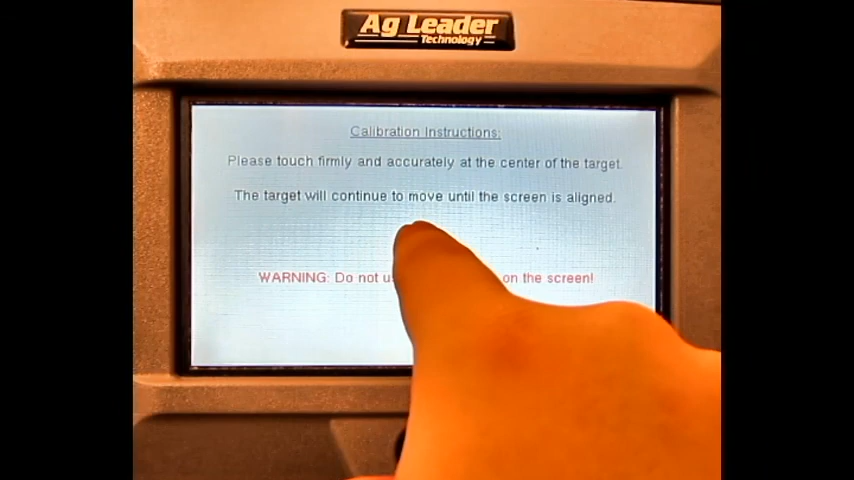 Ag Leader
Technology
Calibration Instructions:
Please touch firmly and accurately at the center of the target.
The target will continue to move until the screen is aligned.
WARNING: Do not on the screen!